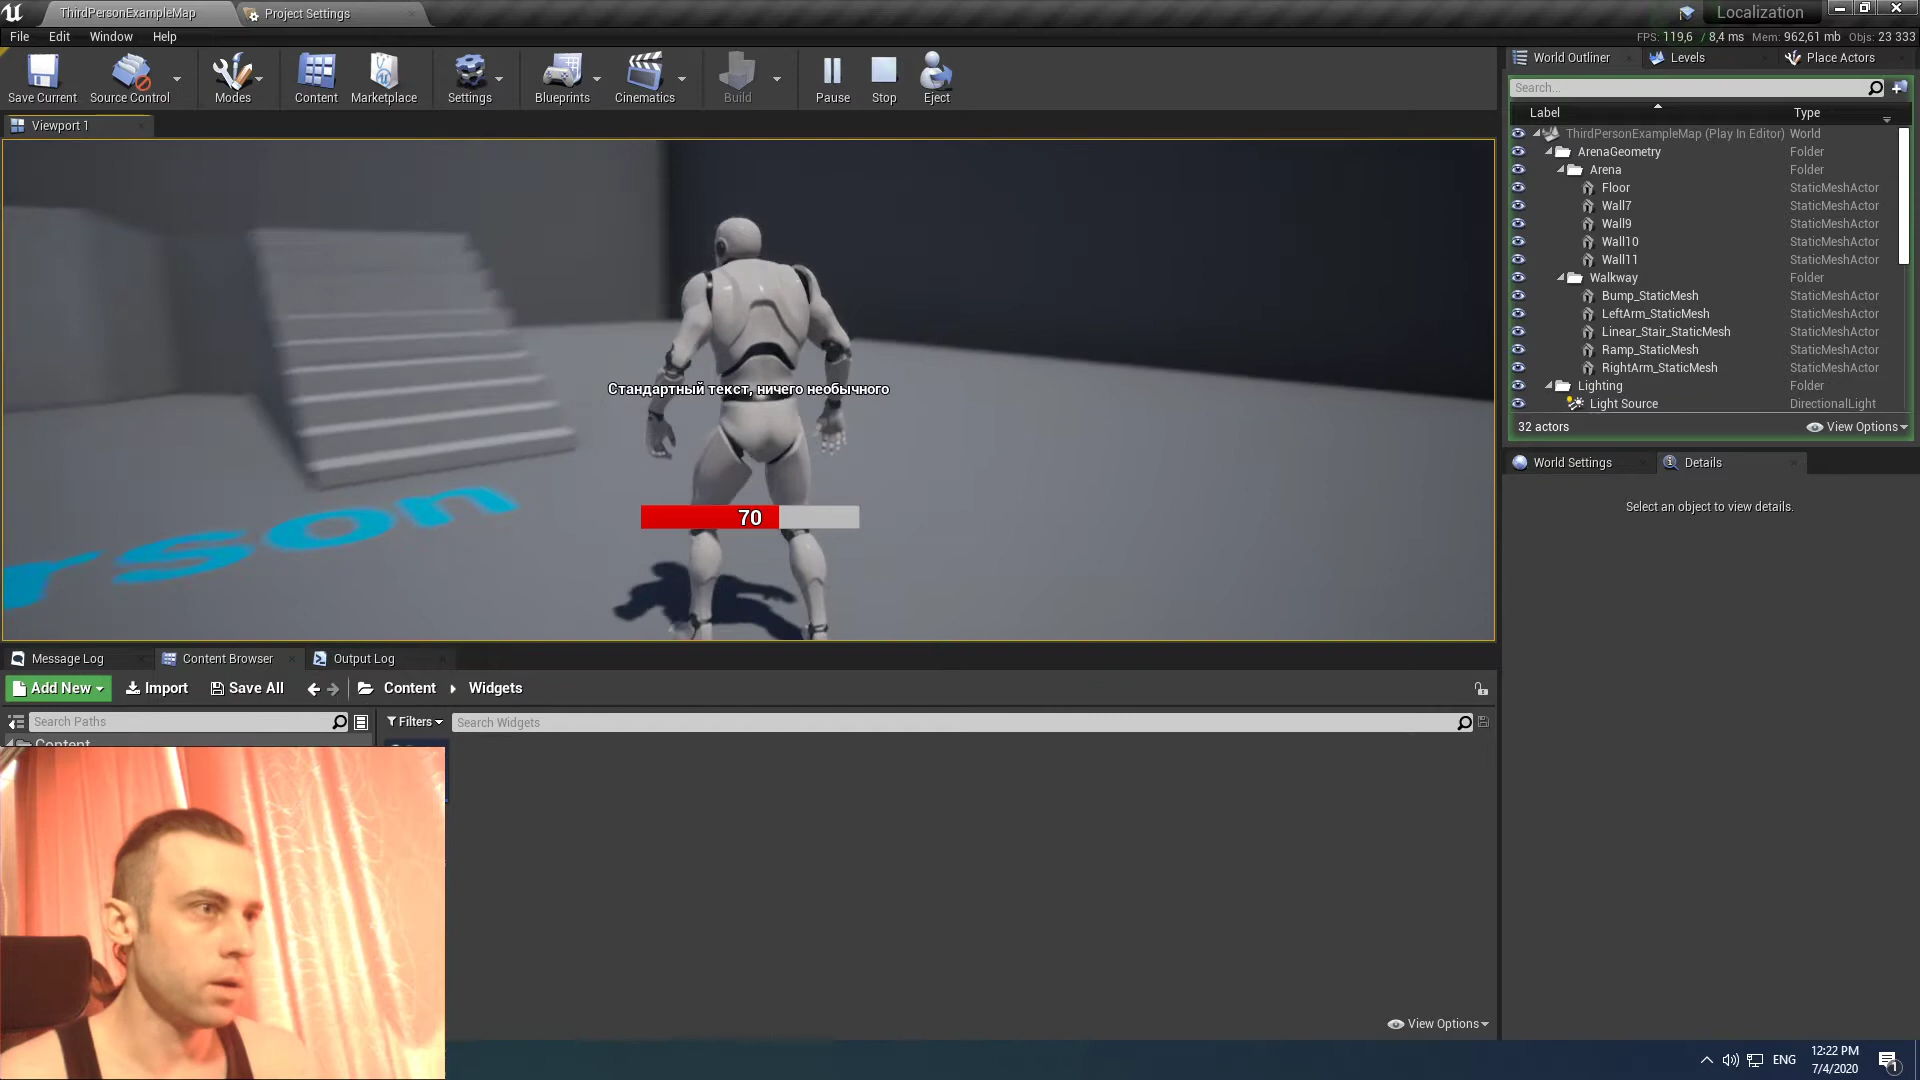 ThirdPersonExampleMap
Project Settings
Localization
File Edit Window Help
FPS: 119,6 / 8,4 ms Mem: 962,61 mb Objs: 23 333
Save Current
Source Control
Modes
Content
Marketplace
Settings
Blueprints
Cinematics
Build
Pause
Stop
Eject
World Outliner
Levels
Place Actors
Search...
Label Type
ThirdPersonExampleMap (Play In Editor) World
ArenaGeometry Folder
Arena Folder
Floor StaticMeshActor
Wall7 StaticMeshActor
Wall9 StaticMeshActor
Wall10 StaticMeshActor
Wall11 StaticMeshActor
Walkway Folder
Bump_StaticMesh StaticMeshActor
LeftArm_StaticMesh StaticMeshActor
Linear_Stair_StaticMesh StaticMeshActor
Ramp_StaticMesh StaticMeshActor
RightArm_StaticMesh StaticMeshActor
Lighting Folder
Light Source DirectionalLight
32 actors
View Options
World Settings
Details
Select an object to view details.
Viewport 1
Стандартный текст, ничего необычного
70
rson
Message Log
Content Browser
Output Log
Add New
Import
Save All
Content
Widgets
Search Paths
Filters
Search Widgets
Content
View Options
ENG
12:22 PM
7/4/2020
1